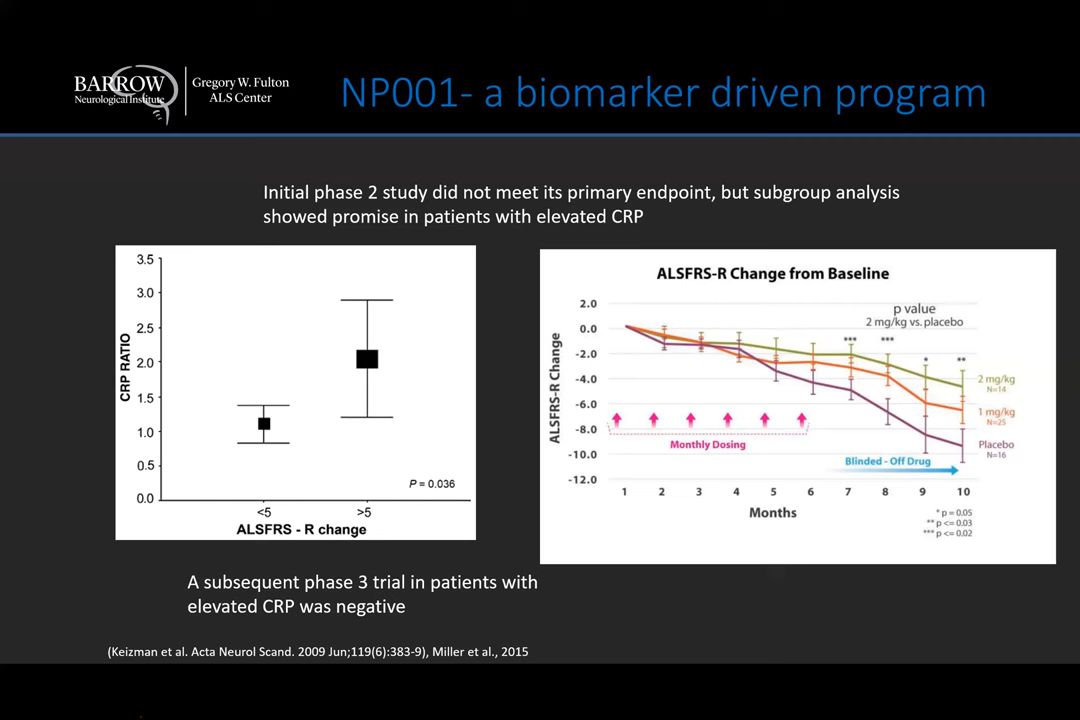 BARROW
Neurological Institute
Gregory W. Fulton
ALS Center
NP001- a biomarker driven program
Initial phase 2 study did not meet its primary endpoint, but subgroup analysis
showed promise in patients with elevated CRP
3.5
3.0
2.5
2.0
1.5
1.0
0.5
0.0
CRP RATIO
P = 0.036
<5
>5
ALSFRS - R change
ALSFRS-R Change from Baseline
2.0
0.0
-2.0
-4.0
-6.0
-8.0
-10.0
-12.0
ALSFRS-R Change
p value
2 mg/kg vs. placebo
***
***
*
**
2 mg/kg
N=14
1 mg/kg
N=25
Placebo
N=16
Monthly Dosing
Blinded - Off Drug
1 2 3 4 5 6 7 8 9 10
Months
* p = 0.05
** p <= 0.03
*** p <= 0.02
A subsequent phase 3 trial in patients with
elevated CRP was negative
(Keizman et al. Acta Neurol Scand. 2009 Jun;119(6):383-9), Miller et al., 2015